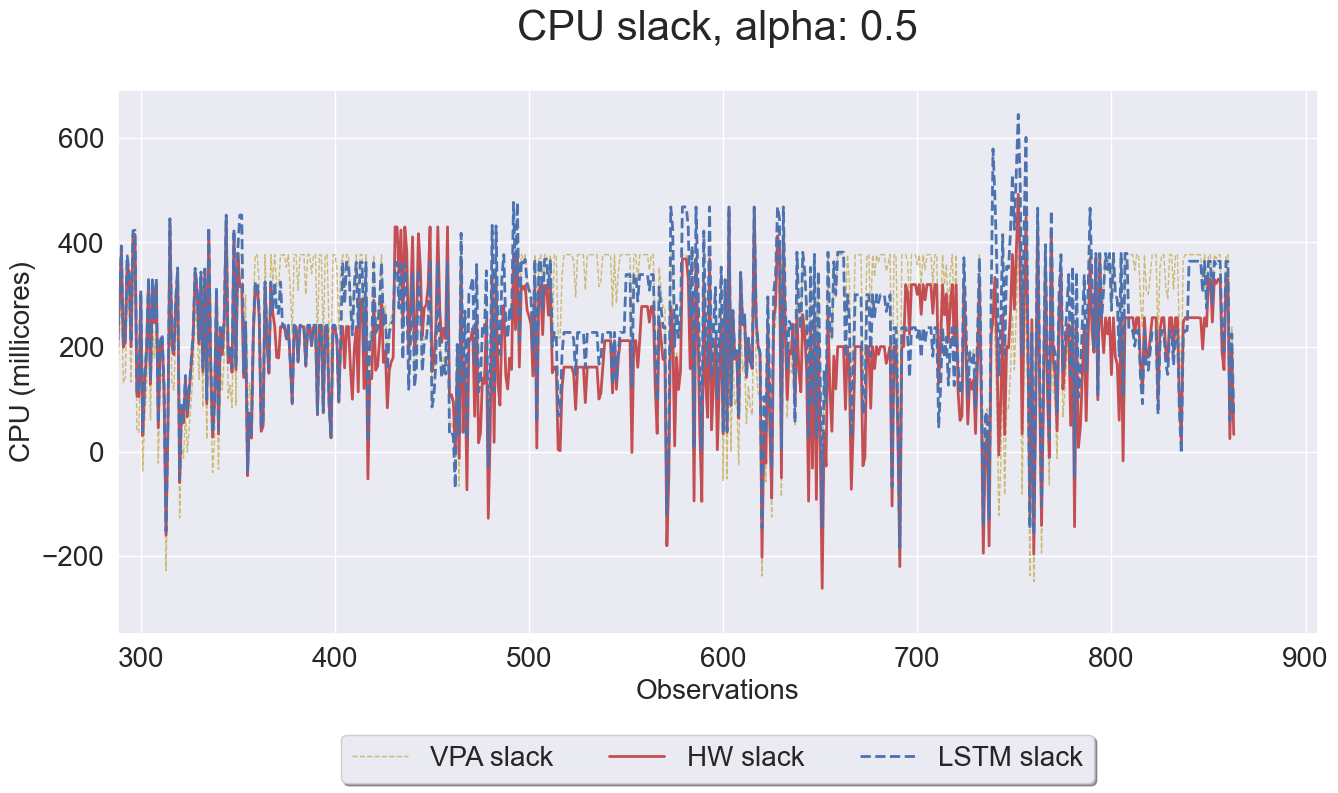 CPU slack, alpha: 0.5
CPU (millicores)
600
400
200
0
−200
300 400 500 600 700 800 900
Observations
VPA slack HW slack LSTM slack